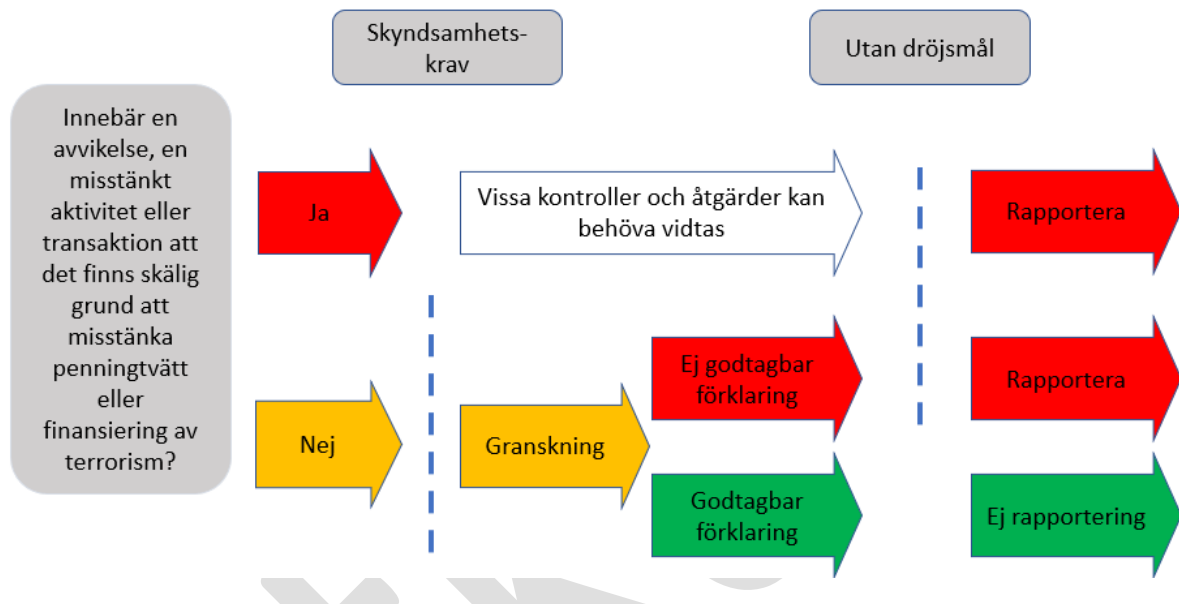 Skyndsamhets-
krav
Utan dröjsmål
Innebär en
avvikelse, en
misstänkt
aktivitet eller
transaktion att
det finns skälig
grund att
misstänka
penningtvätt
eller
finansiering av
terrorism?
Ja
Vissa kontroller och åtgärder kan
behöva vidtas
Rapportera
Nej
Granskning
Ej godtagbar
förklaring
Rapportera
Godtagbar
förklaring
Ej rapportering